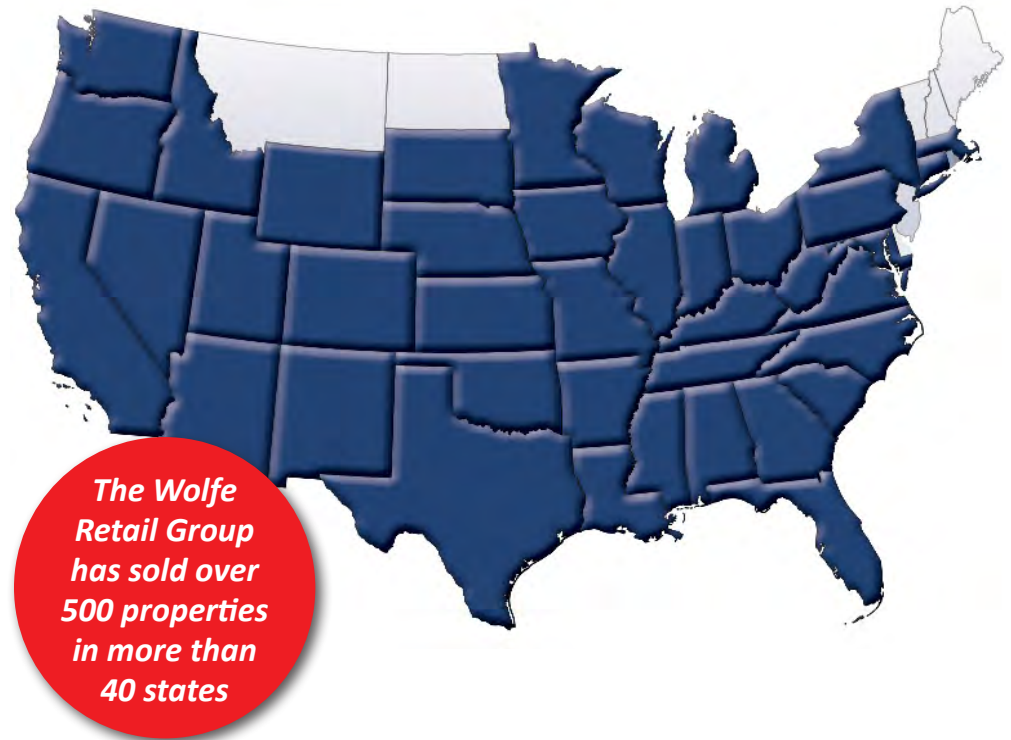 The Wolfe
Retail Group
has sold over
500 properties
in more than
40 states